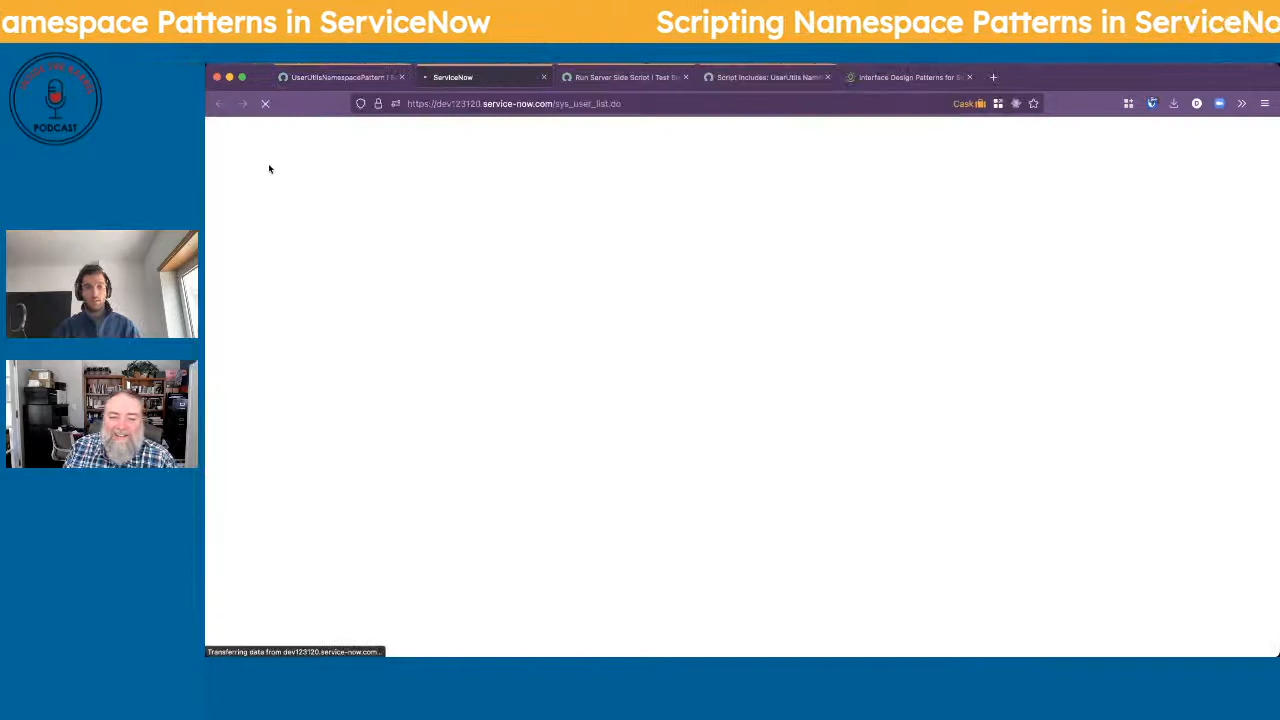 amespace Patterns in ServiceNow
Scripting Namespace Patterns in ServiceNo
PODCAST
UserUtilsNamespacePattern | S
ServiceNow
Run Server Side Script | Test S
Script Includes: UserUtils Nam
Interface Design Patterns for S
https://dev123120.service-now.com/sys_user_list.do
Cask
Transferring data from dev123120.service-now.com…